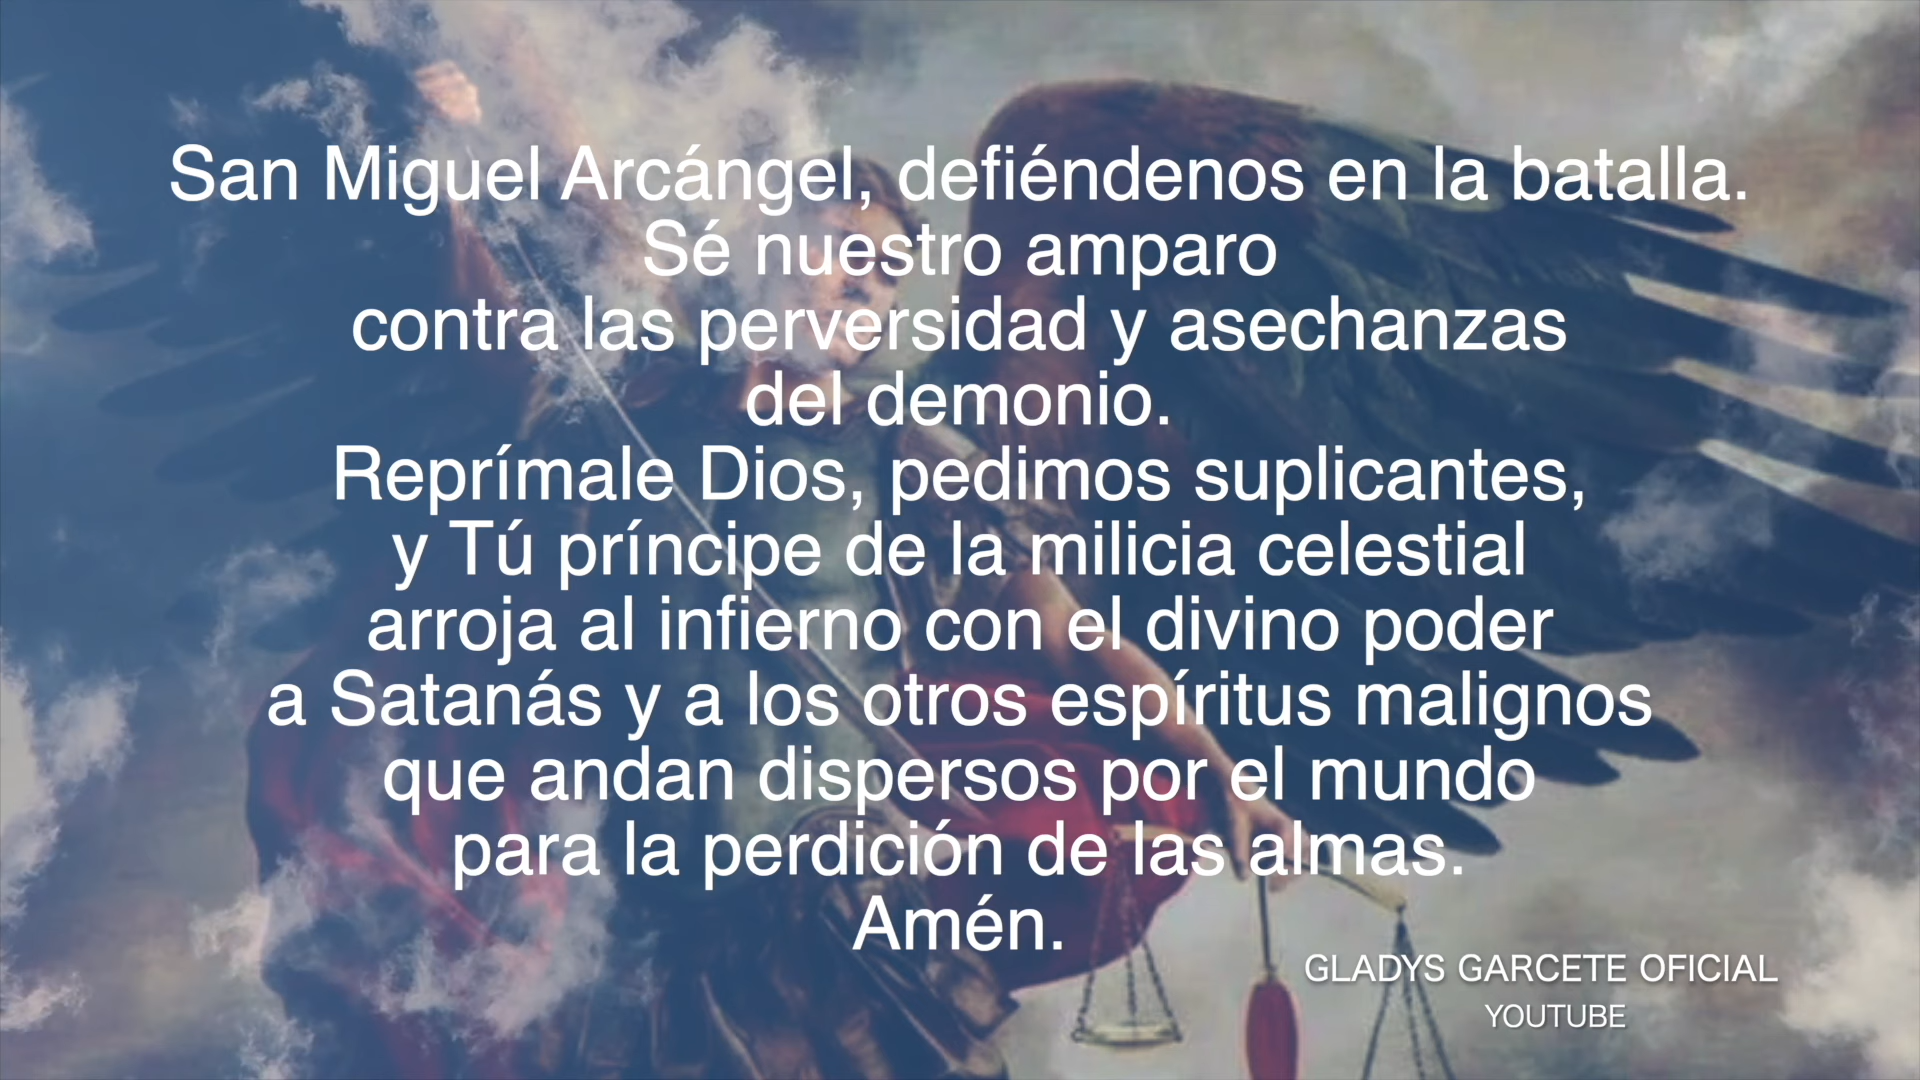 San Miguel Arcángel, defiéndenos en la batalla.
Sé nuestro amparo
contra las perversidad y asechanzas
del demonio.
Reprímale Dios, pedimos suplicantes,
y Tú príncipe de la milicia celestial
arroja al infierno con el divino poder
a Satanás y a los otros espíritus malignos
que andan dispersos por el mundo
para la perdición de las almas.
Amén.
GLADYS GARCETE OFICIAL
YOUTUBE